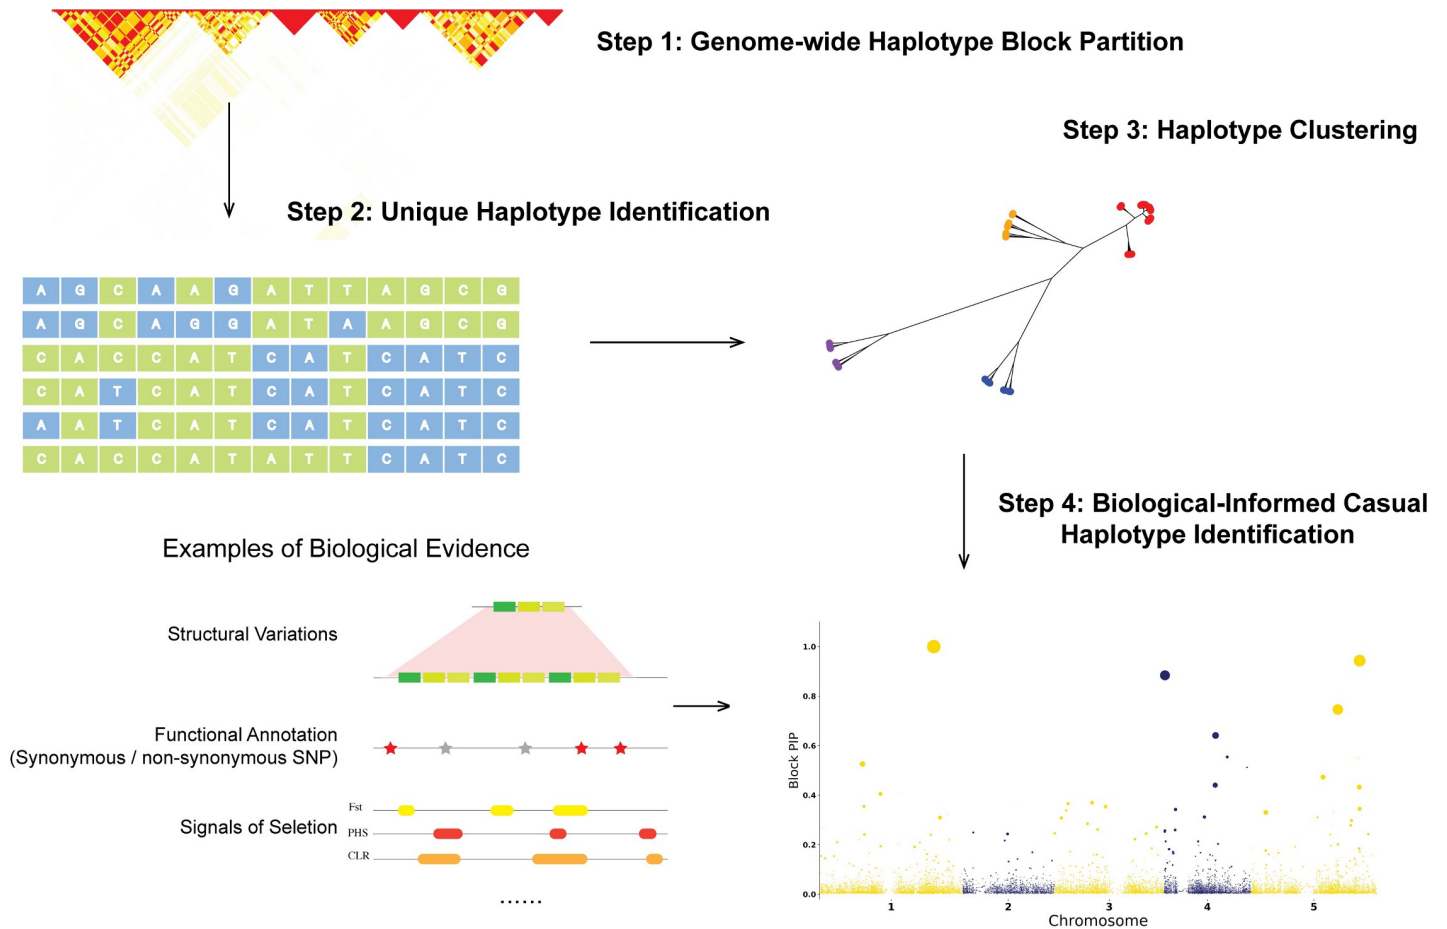 Step 1: Genome-wide Haplotype Block Partition
Step 3: Haplotype Clustering
Step 2: Unique Haplotype Identification
A G C A A G A T T A G C G
A G C A G G A T A A G C G
C A C C A T C A T C A T C
C A T C A T C A T C A T C
A A T C A T C A T C A T C
C A C C A T A T T C A T C
Step 4: Biological-Informed Casual
Haplotype Identification
Examples of Biological Evidence
Structural Variations
Functional Annotation
(Synonymous / non-synonymous SNP)
Signals of Seletion
Fst
PHS
CLR
......
Block PIP
1.0
0.8
0.6
0.4
0.2
0.0
1 2 3 4 5
Chromosome